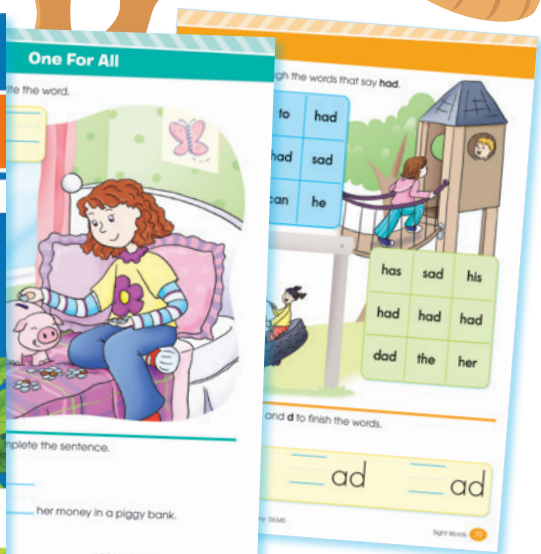 One For All
ite the word.
mplete the sentence.
her money in a piggy bank.
gh the words that say had.
to had
had sad
can he
has sad his
had had had
dad the her
and d to finish the words.
ad ad
Sight Words 29